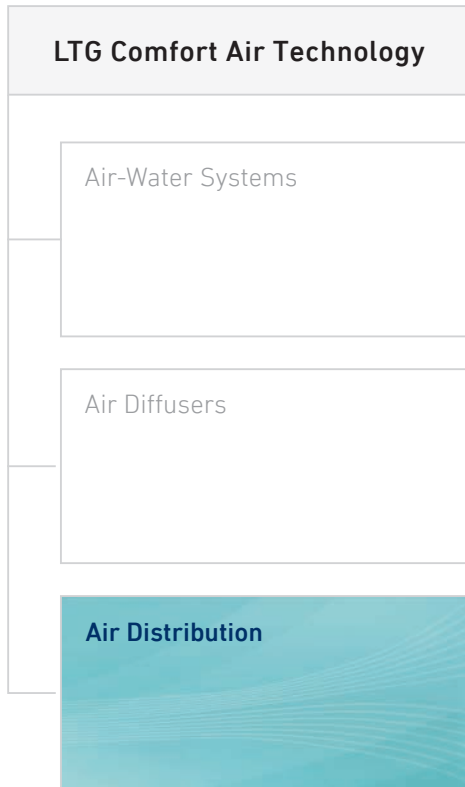 LTG Comfort Air Technology
Air-Water Systems
Air Diffusers
Air Distribution